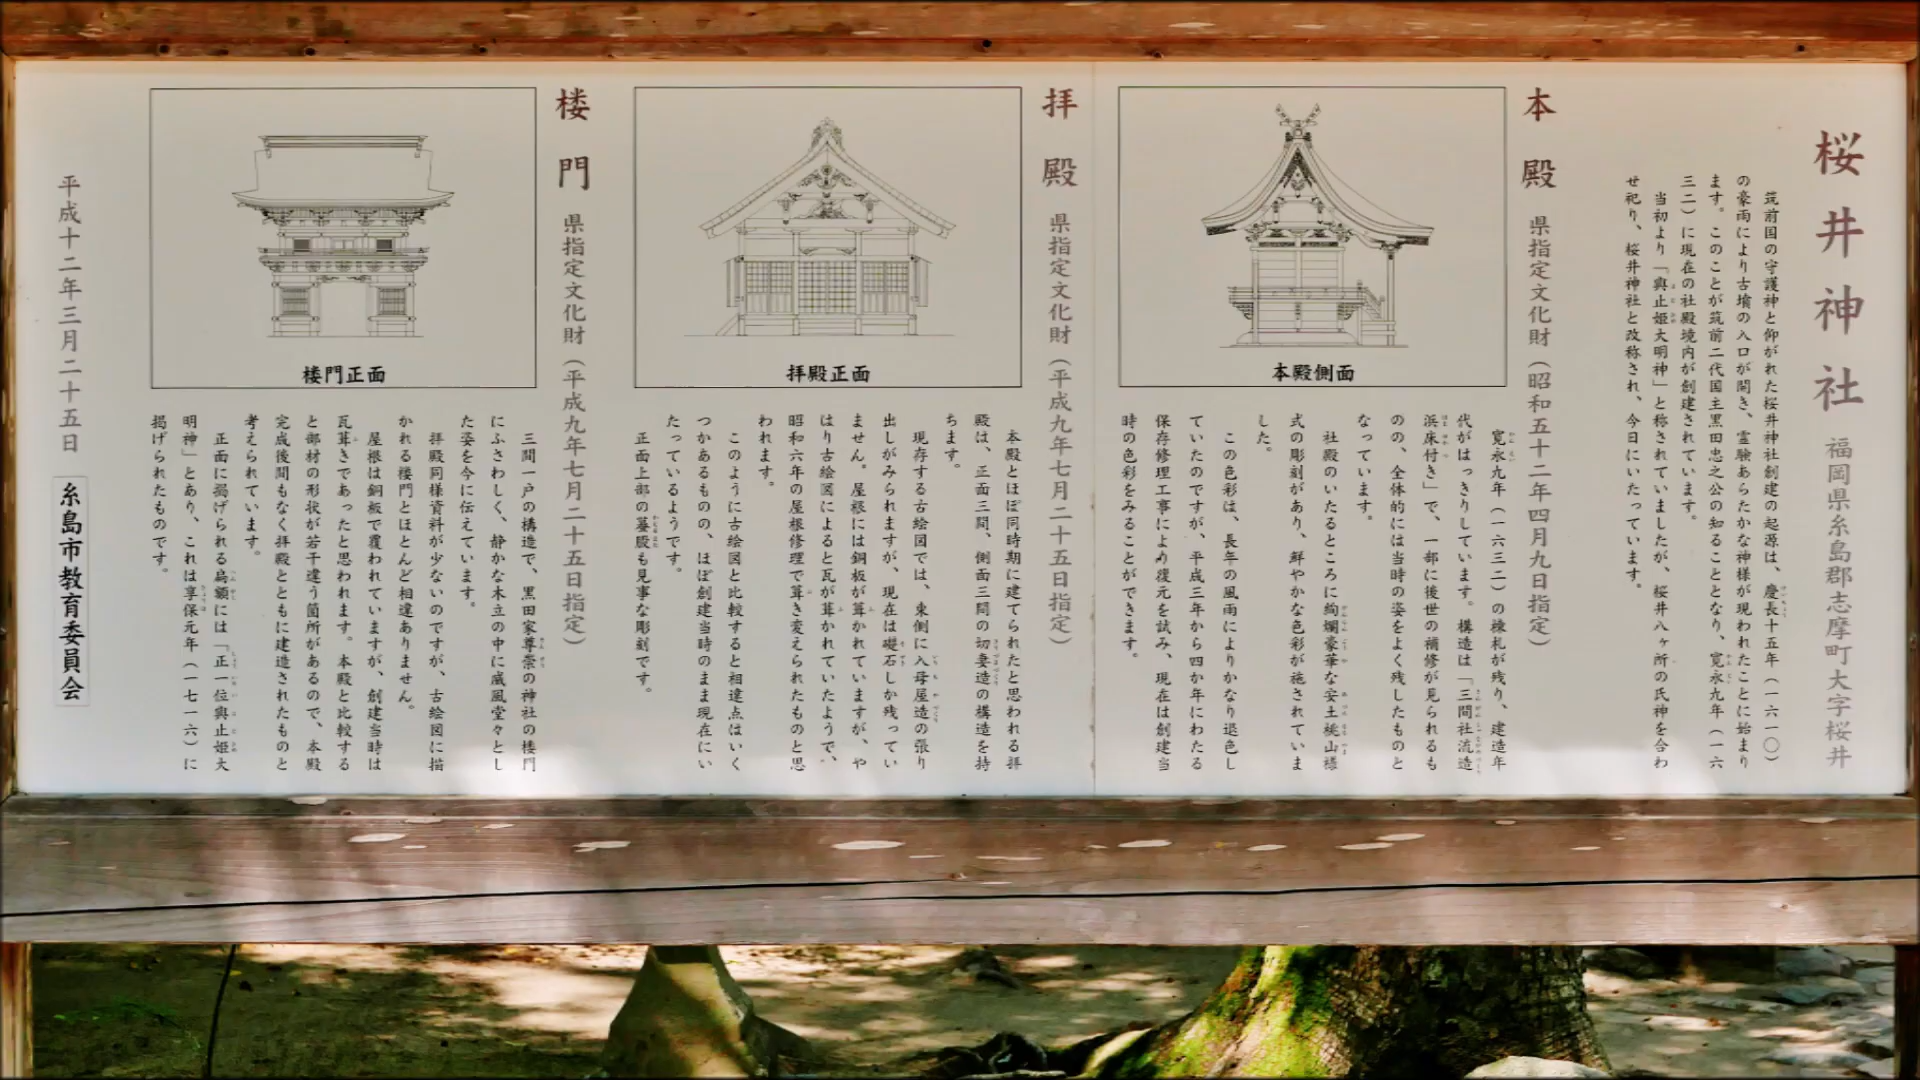 桜井神社 福岡県糸島郡志摩町大字桜井
筑前国の守護神と仰がれた桜井神社創建の起源は、慶長十五年(一六一〇)
の豪雨により古墳の入口が開き、霊験あらたかな神様が現われたことに始まり
ます。このことが筑前二代国主黒田忠之公の知ることとなり、寛永九年(一六
三二)に現在の社殿境内が創建されています。
当初より「與止姫大明神」と称されていましたが、桜井八ヶ所の氏神を合わ
せ祀り、桜井神社と改称され、今日にいたっています。
本殿 県指定文化財(昭和五十二年四月九日指定)
本殿側面
寛永九年(一六三二)の棟札が残り、建造年
代がはっきりしています。構造は「三間社流造
浜床付き」で、一部に後世の補修が見られるも
のの、全体的には当時の姿をよく残したものと
なっています。
社殿のいたるところに絢爛豪華な安土桃山様
式の彫刻があり、鮮やかな色彩が施されていま
した。
この色彩は、長年の風雨によりかなり退色し
ていたのですが、平成三年から四か年にわたる
保存修理工事により復元を試み、現在は創建当
時の色彩をみることができます。
拝殿 県指定文化財(平成九年七月二十五日指定)
拝殿正面
本殿とほぼ同時期に建てられたと思われる拝
殿は、正面三間、側面三間の切妻造の構造を持
ちます。
現存する古絵図では、東側に入母屋造の張り
出しがみられますが、現在は礎石しか残ってい
ません。屋根には銅板が葺かれていますが、や
はり古絵図によると瓦が葺かれていたようで、
昭和六年の屋根修理で葺き変えられたものと思
われます。
このように古絵図と比較すると相違点はいく
つかあるものの、ほぼ創建当時のまま現在にい
たっているようです。
正面上部の蟇股も見事な彫刻です。
楼門 県指定文化財(平成九年七月二十五日指定)
楼門正面
三間一戸の構造で、黒田家尊崇の神社の楼門
にふさわしく、静かな木立の中に威風堂々とし
た姿を今に伝えています。
拝殿同様資料が少ないのですが、古絵図に描
かれる楼門とほとんど相違ありません。
屋根は銅板で覆われていますが、創建当時は
瓦葺きであったと思われます。本殿と比較する
と部材の形状が若干違う箇所があるので、本殿
完成後間もなく拝殿とともに建造されたものと
考えられています。
正面に掲げられる扁額には「正一位與止姫大
明神」とあり、これは享保元年(一七一六)に
掲げられたものです。
平成十二年三月二十五日 糸島市教育委員会